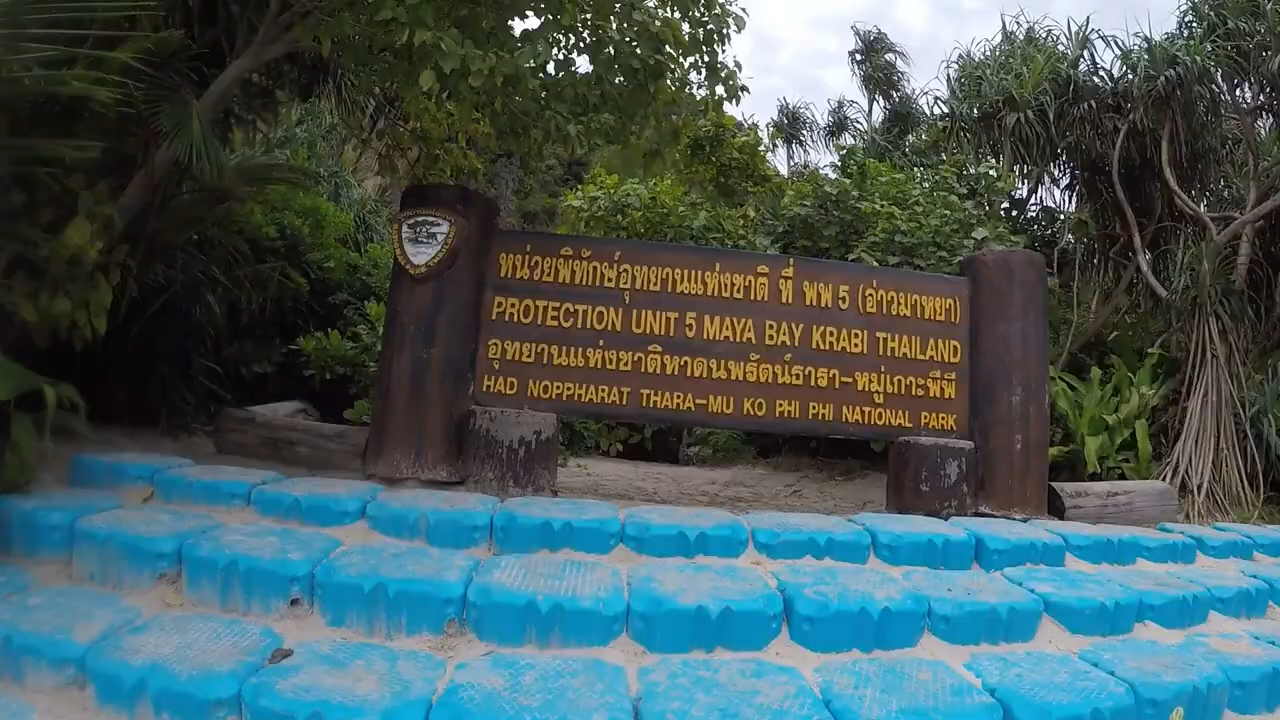 หน่วยพิทักษ์อุทยานแห่งชาติ ที่ พพ 5 (อ่าวมาหยา)
PROTECTION UNIT 5 MAYA BAY KRABI THAILAND
อุทยานแห่งชาติหาดนพรัตน์ธารา-หมู่เกาะพีพี
HAD NOPPHARAT THARA-MU KO PHI PHI NATIONAL PARK